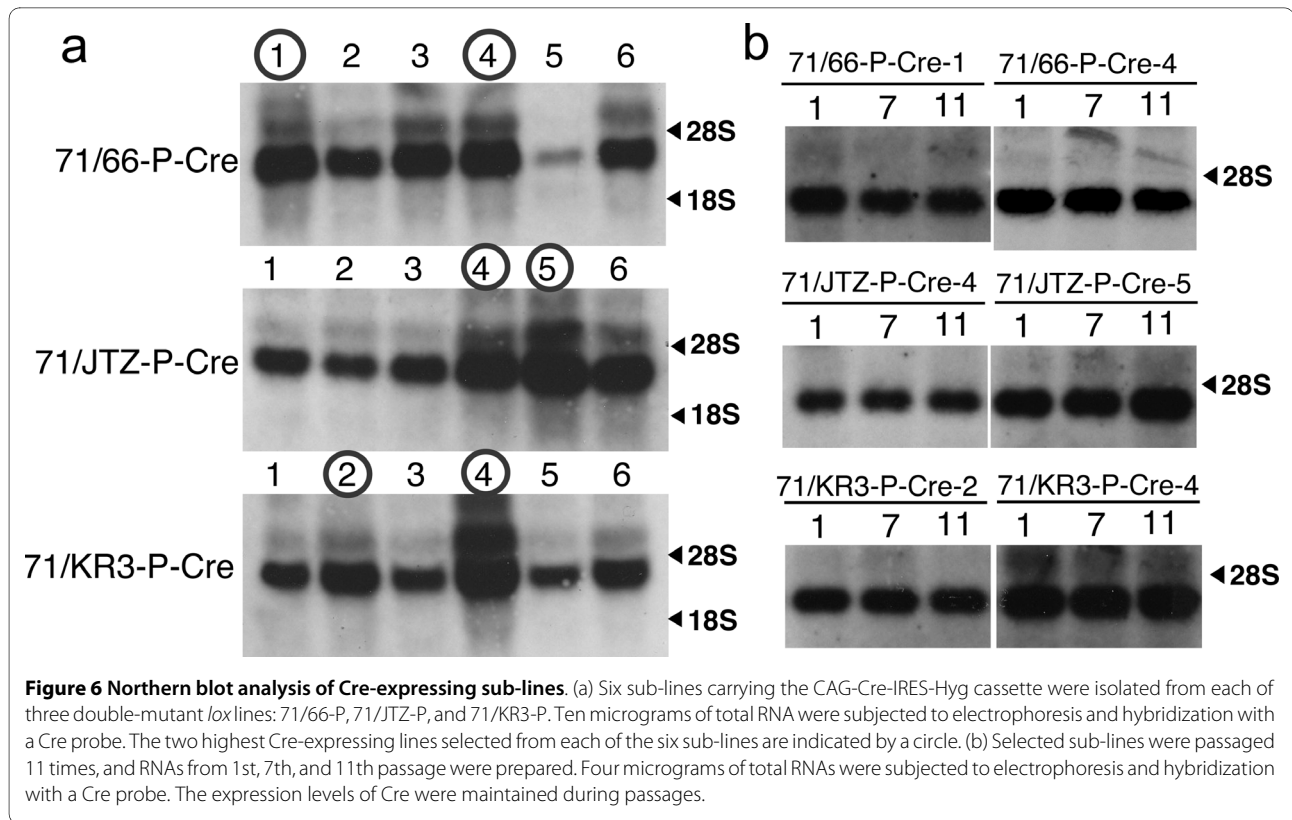 a
1 2 3 4 5 6
71/66-P-Cre
◄28S
◄18S
1 2 3 4 5 6
71/JTZ-P-Cre
◄28S
◄18S
1 2 3 4 5 6
71/KR3-P-Cre
◄28S
◄18S
b
71/66-P-Cre-1 71/66-P-Cre-4
1 7 11 1 7 11
◄28S
71/JTZ-P-Cre-4 71/JTZ-P-Cre-5
1 7 11 1 7 11
◄28S
71/KR3-P-Cre-2 71/KR3-P-Cre-4
1 7 11 1 7 11
◄28S
Figure 6 Northern blot analysis of Cre-expressing sub-lines. (a) Six sub-lines carrying the CAG-Cre-IRES-Hyg cassette were isolated from each of
three double-mutant lox lines: 71/66-P, 71/JTZ-P, and 71/KR3-P. Ten micrograms of total RNA were subjected to electrophoresis and hybridization with
a Cre probe. The two highest Cre-expressing lines selected from each of the six sub-lines are indicated by a circle. (b) Selected sub-lines were passaged
11 times, and RNAs from 1st, 7th, and 11th passage were prepared. Four micrograms of total RNAs were subjected to electrophoresis and hybridization
with a Cre probe. The expression levels of Cre were maintained during passages.